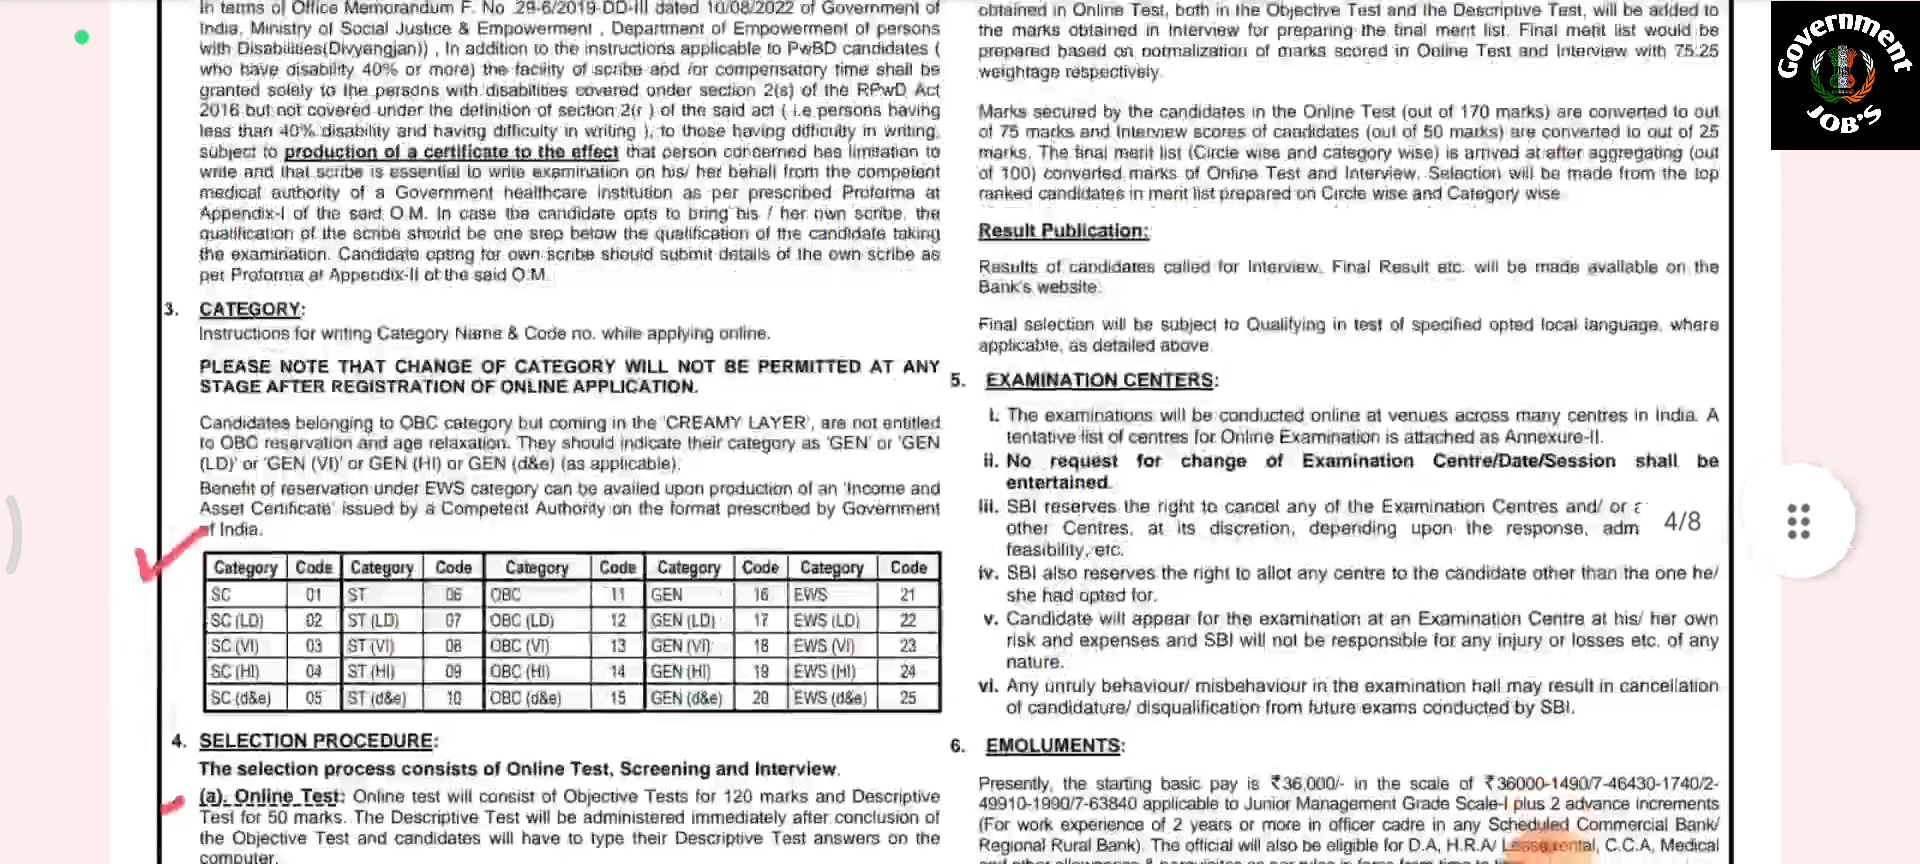 In terms of Office Memorandum F. No 29-6/2019-DD-III dated 10/08/2022 of Government of
India, Ministry of Social Justice & Empowerment , Department of Empowerment of persons
with Disabilities(Divyangjan)) , In addition to the instructions applicable to PwBD candidates (
who have disability 40% or more) the facility of scribe and /or compensatory time shall be
granted solely to the persons with disabilities covered under section 2(s) of the RPwD Act
2016 but not covered under the definition of section 2(r ) of the said act ( i.e persons having
less than 40% disability and having difficulty in writing ), to those having difficulty in writing,
subject to production of a certificate to the effect that person concerned has limitation to
write and that scribe is essential to write examination on his/ her behalf from the competent
medical authority of a Government healthcare institution as per prescribed Proforma at
Appendix-I of the said O.M. In case the candidate opts to bring his / her own scribe, the
qualification of the scribe should be one step below the qualification of the candidate taking
the examination. Candidate opting for own scribe should submit details of the own scribe as
per Proforma at Appendix-II of the said O.M.
3. CATEGORY:
Instructions for writing Category Name & Code no. while applying online.
PLEASE NOTE THAT CHANGE OF CATEGORY WILL NOT BE PERMITTED AT ANY
STAGE AFTER REGISTRATION OF ONLINE APPLICATION.
Candidates belonging to OBC category but coming in the 'CREAMY LAYER', are not entitled
to OBC reservation and age relaxation. They should indicate their category as 'GEN' or 'GEN
(LD)' or 'GEN (VI)' or GEN (HI) or GEN (d&e) (as applicable).
Benefit of reservation under EWS category can be availed upon production of an 'Income and
Asset Certificate' issued by a Competent Authority on the format prescribed by Government
of India.
Category Code Category Code Category Code Category Code Category Code
SC 01 ST 06 OBC 11 GEN 16 EWS 21
SC (LD) 02 ST (LD) 07 OBC (LD) 12 GEN (LD) 17 EWS (LD) 22
SC (VI) 03 ST (VI) 08 OBC (VI) 13 GEN (VI) 18 EWS (VI) 23
SC (HI) 04 ST (HI) 09 OBC (HI) 14 GEN (HI) 19 EWS (HI) 24
SC (d&e) 05 ST (d&e) 10 OBC (d&e) 15 GEN (d&e) 20 EWS (d&e) 25
4. SELECTION PROCEDURE:
The selection process consists of Online Test, Screening and Interview.
(a). Online Test: Online test will consist of Objective Tests for 120 marks and Descriptive
Test for 50 marks. The Descriptive Test will be administered immediately after conclusion of
the Objective Test and candidates will have to type their Descriptive Test answers on the
computer.
obtained in Online Test, both in the Objective Test and the Descriptive Test, will be added to
the marks obtained in Interview for preparing the final merit list. Final merit list would be
prepared based on normalization of marks scored in Online Test and Interview with 75:25
weightage respectively.
Marks secured by the candidates in the Online Test (out of 170 marks) are converted to out
of 75 marks and Interview scores of candidates (out of 50 marks) are converted to out of 25
marks. The final merit list (Circle wise and category wise) is arrived at after aggregating (out
of 100) converted marks of Online Test and Interview. Selection will be made from the top
ranked candidates in merit list prepared on Circle wise and Category wise
Result Publication:
Results of candidates called for Interview, Final Result etc. will be made available on the
Bank's website.
Final selection will be subject to Qualifying in test of specified opted local language, where
applicable, as detailed above.
5. EXAMINATION CENTERS:
i. The examinations will be conducted online at venues across many centres in India. A
tentative list of centres for Online Examination is attached as Annexure-II.
ii. No request for change of Examination Centre/Date/Session shall be
entertained.
iii. SBI reserves the right to cancel any of the Examination Centres and/ or
other Centres, at its discretion, depending upon the response, adm
feasibility, etc.
iv. SBI also reserves the right to allot any centre to the candidate other than the one he/
she had opted for.
v. Candidate will appear for the examination at an Examination Centre at his/ her own
risk and expenses and SBI will not be responsible for any injury or losses etc. of any
nature.
vi. Any unruly behaviour/ misbehaviour in the examination hall may result in cancellation
of candidature/ disqualification from future exams conducted by SBI.
6. EMOLUMENTS:
Presently, the starting basic pay is ₹36,000/- in the scale of ₹36000-1490/7-46430-1740/2-
49910-1990/7-63840 applicable to Junior Management Grade Scale-I plus 2 advance increments
(For work experience of 2 years or more in officer cadre in any Scheduled Commercial Bank/
Regional Rural Bank). The official will also be eligible for D.A, H.R.A/ Lease rental, C.C.A, Medical
4/8
Government
JOB'S